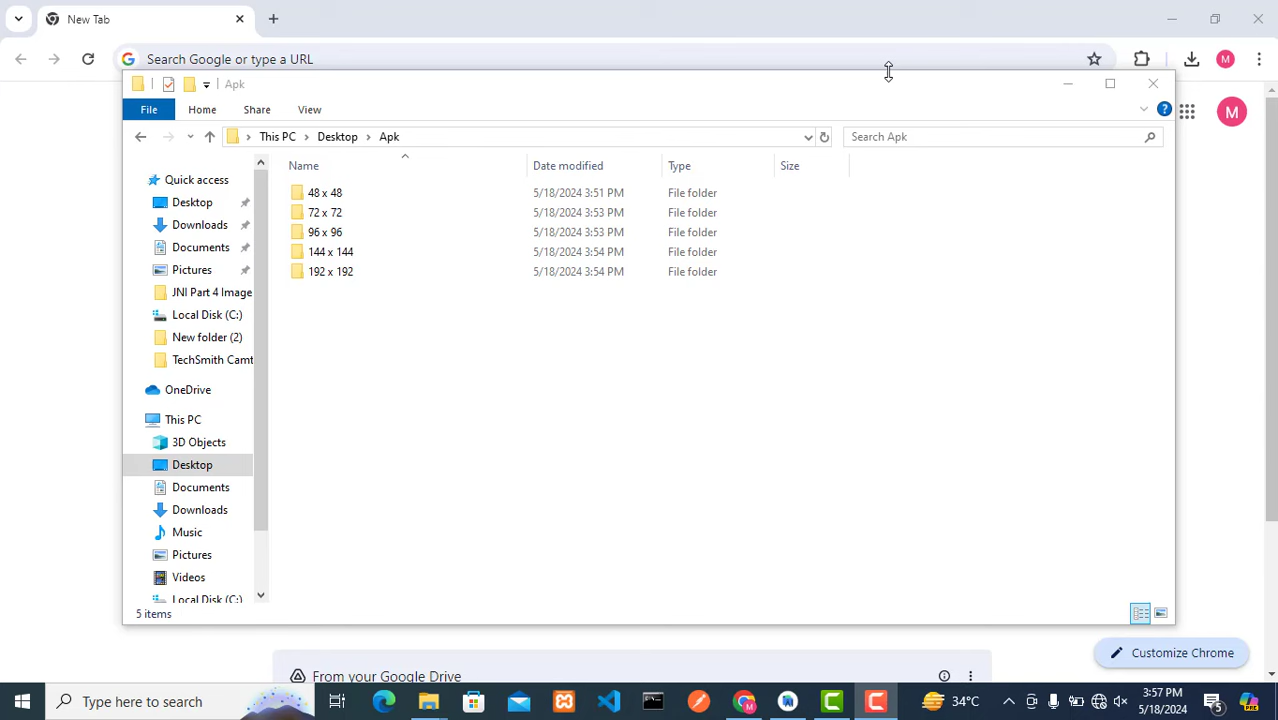 New Tab
Search Google or type a URL
M
Apk
File Home Share View
M
This PC Desktop Apk
Search Apk
Name Date modified Type Size
Quick access
Desktop
Downloads
Documents
Pictures
JNI Part 4 Image
Local Disk (C:)
New folder (2)
TechSmith Camt
OneDrive
This PC
3D Objects
Desktop
Documents
Downloads
Music
Pictures
Videos
Local Disk (C:)
48 x 48 5/18/2024 3:51 PM File folder
72 x 72 5/18/2024 3:53 PM File folder
96 x 96 5/18/2024 3:53 PM File folder
144 x 144 5/18/2024 3:54 PM File folder
192 x 192 5/18/2024 3:54 PM File folder
5 items
Customize Chrome
From your Google Drive
Type here to search
34°C
3:57 PM
5/18/2024
5
PRE